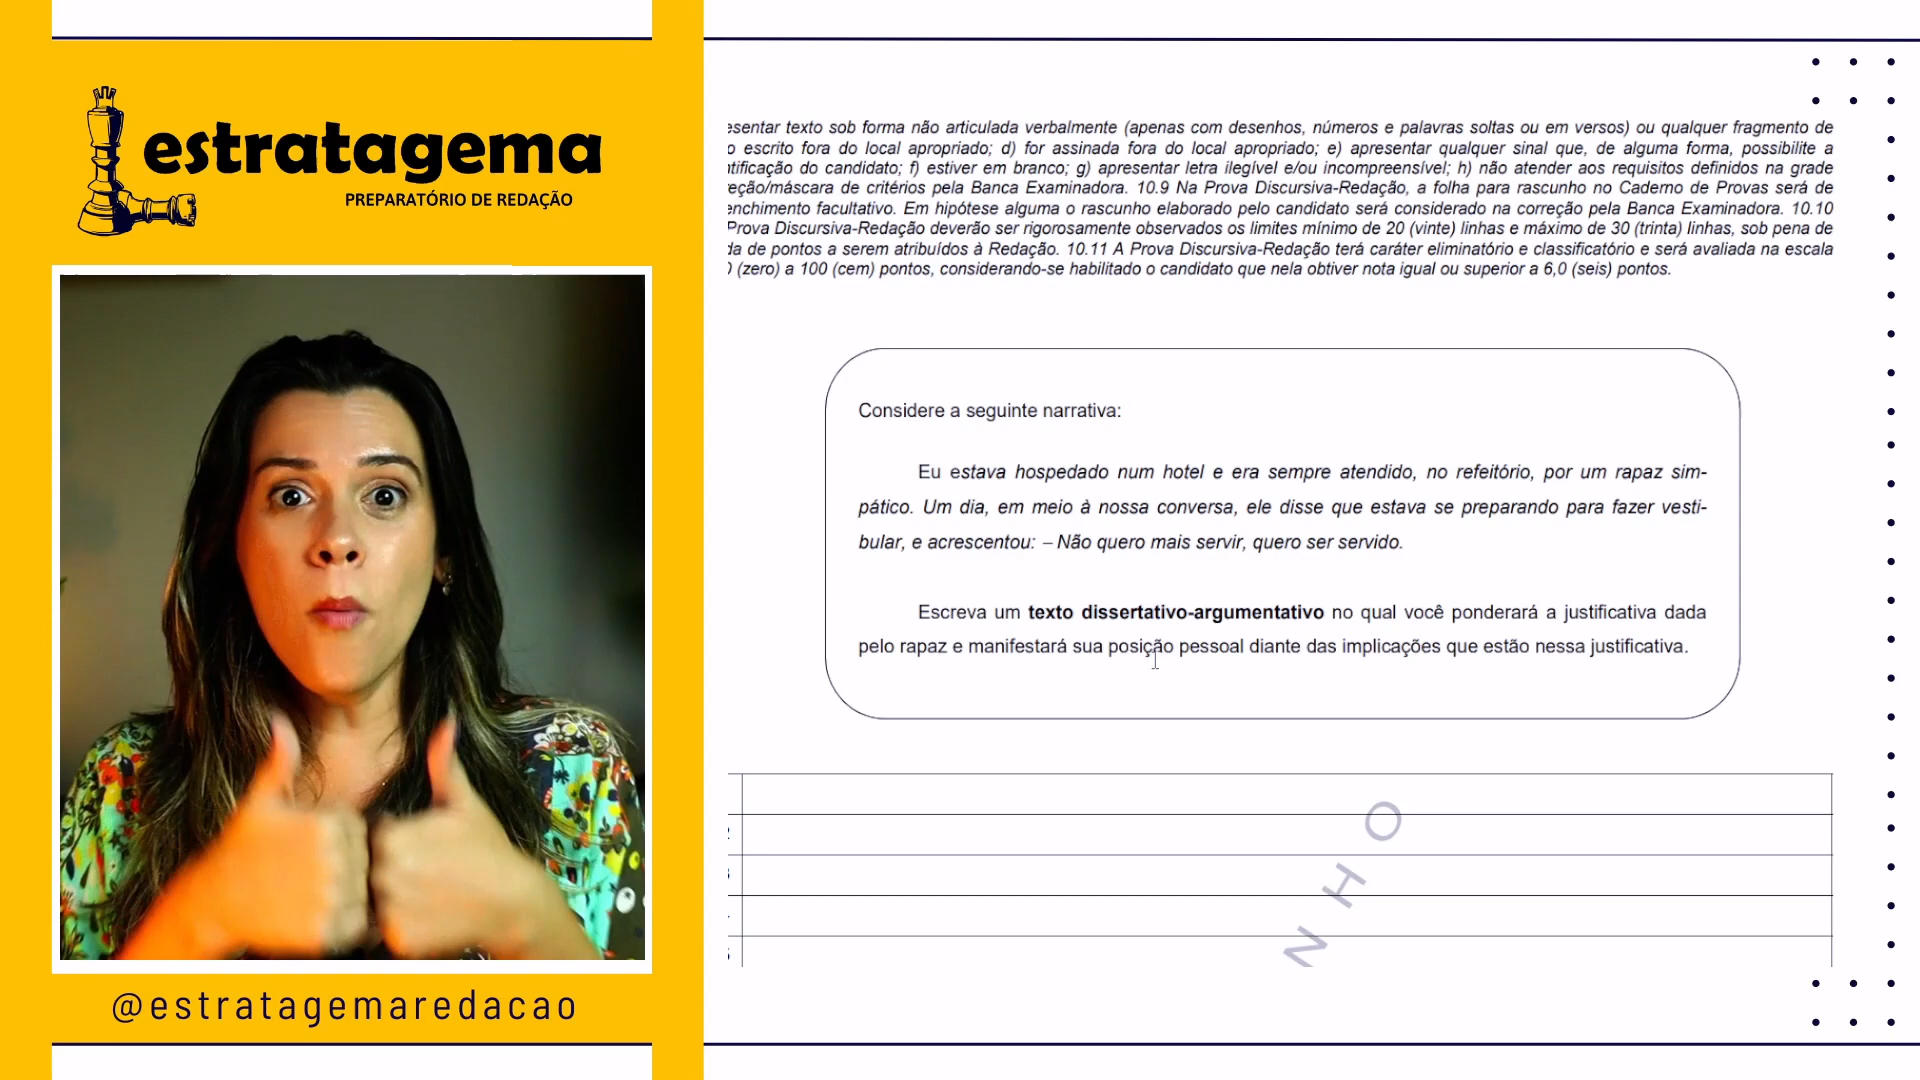 estratagema
PREPARATÓRIO DE REDAÇÃO
@estratagemaredacao
esentar texto sob forma não articulada verbalmente (apenas com desenhos, números e palavras soltas ou em versos) ou qualquer fragmento de
o escrito fora do local apropriado; d) for assinada fora do local apropriado; e) apresentar qualquer sinal que, de alguma forma, possibilite a
ntificação do candidato; f) estiver em branco; g) apresentar letra ilegível e/ou incompreensível; h) não atender aos requisitos definidos na grade
reção/máscara de critérios pela Banca Examinadora. 10.9 Na Prova Discursiva-Redação, a folha para rascunho no Caderno de Provas será de
enchimento facultativo. Em hipótese alguma o rascunho elaborado pelo candidato será considerado na correção pela Banca Examinadora. 10.10
Prova Discursiva-Redação deverão ser rigorosamente observados os limites mínimo de 20 (vinte) linhas e máximo de 30 (trinta) linhas, sob pena de
da de pontos a serem atribuídos à Redação. 10.11 A Prova Discursiva-Redação terá caráter eliminatório e classificatório e será avaliada na escala
0 (zero) a 100 (cem) pontos, considerando-se habilitado o candidato que nela obtiver nota igual ou superior a 6,0 (seis) pontos.
Considere a seguinte narrativa:
Eu estava hospedado num hotel e era sempre atendido, no refeitório, por um rapaz sim-
pático. Um dia, em meio à nossa conversa, ele disse que estava se preparando para fazer vesti-
bular, e acrescentou: – Não quero mais servir, quero ser servido.
Escreva um texto dissertativo-argumentativo no qual você ponderará a justificativa dada
pelo rapaz e manifestará sua posição pessoal diante das implicações que estão nessa justificativa.
N H O